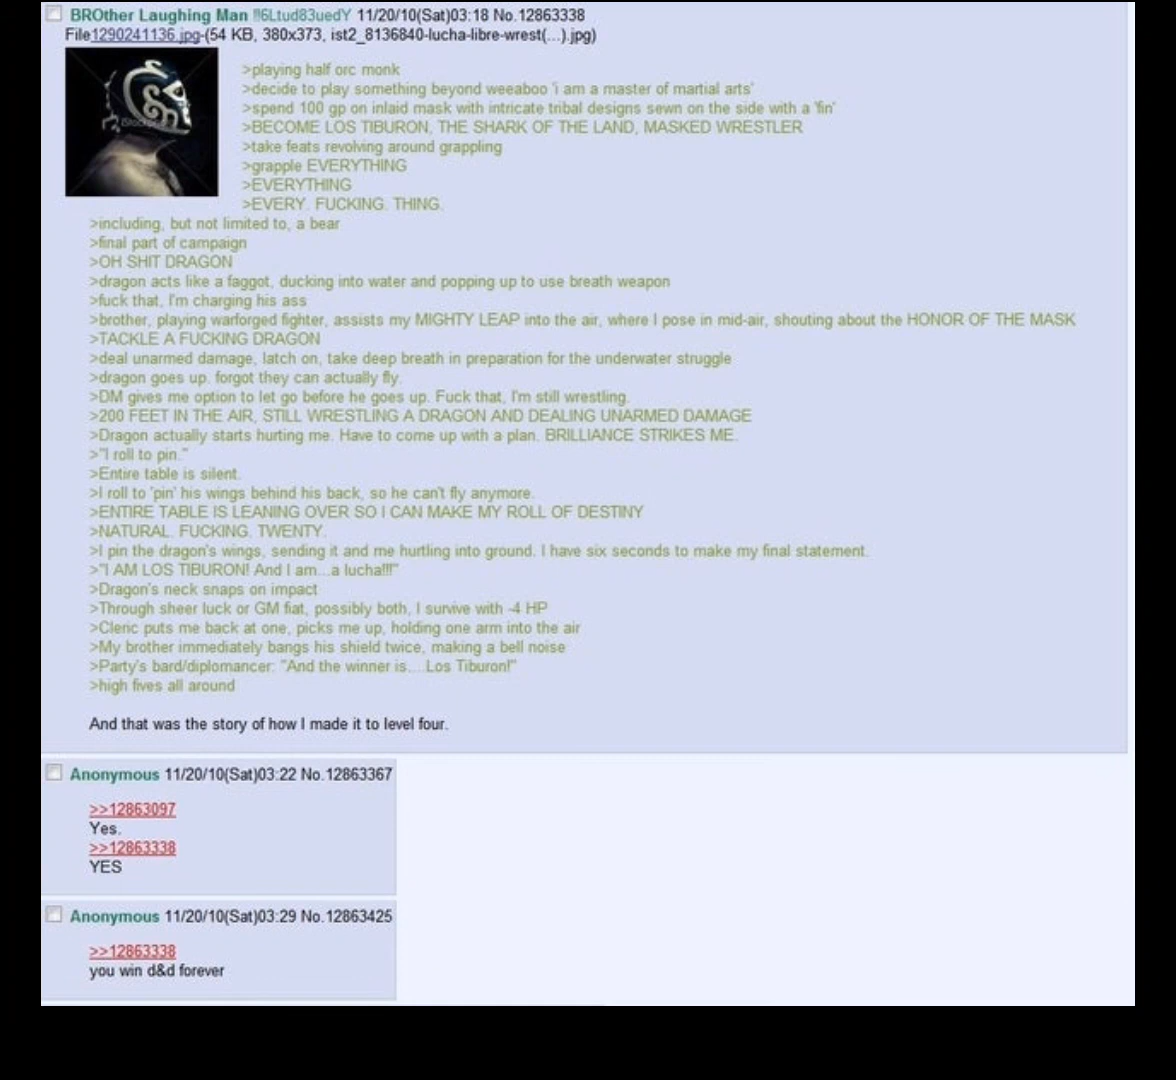 BROther Laughing Man !!6Ltud83uedY 11/20/10(Sat)03:18 No.12863338
File1290241136.jpg-(54 KB, 380x373, ist2_8136840-lucha-libre-wrest(...).jpg)
>playing half orc monk
>decide to play something beyond weeaboo 'i am a master of martial arts'
>spend 100 gp on inlaid mask with intricate tribal designs sewn on the side with a 'fin'
>BECOME LOS TIBURON, THE SHARK OF THE LAND, MASKED WRESTLER
>take feats revolving around grappling
>grapple EVERYTHING
>EVERYTHING
>EVERY. FUCKING. THING.
>including, but not limited to, a bear
>final part of campaign
>OH SHIT DRAGON
>dragon acts like a faggot, ducking into water and popping up to use breath weapon
>fuck that, I'm charging his ass
>brother, playing warforged fighter, assists my MIGHTY LEAP into the air, where I pose in mid-air, shouting about the HONOR OF THE MASK
>TACKLE A FUCKING DRAGON
>deal unarmed damage, latch on, take deep breath in preparation for the underwater struggle
>dragon goes up. forgot they can actually fly.
>DM gives me option to let go before he goes up. Fuck that, I'm still wrestling.
>200 FEET IN THE AIR, STILL WRESTLING A DRAGON AND DEALING UNARMED DAMAGE
>Dragon actually starts hurting me. Have to come up with a plan. BRILLIANCE STRIKES ME.
>"I roll to pin."
>Entire table is silent.
>I roll to 'pin' his wings behind his back, so he can't fly anymore.
>ENTIRE TABLE IS LEANING OVER SO I CAN MAKE MY ROLL OF DESTINY
>NATURAL. FUCKING. TWENTY.
>I pin the dragon's wings, sending it and me hurtling into ground. I have six seconds to make my final statement.
>"I AM LOS TIBURON! And I am...a lucha!!!"
>Dragon's neck snaps on impact
>Through sheer luck or GM fiat, possibly both, I survive with -4 HP
>Cleric puts me back at one, picks me up, holding one arm into the air
>My brother immediately bangs his shield twice, making a bell noise
>Party's bard/diplomancer: "And the winner is....Los Tiburon!"
>high fives all around
And that was the story of how I made it to level four.
Anonymous 11/20/10(Sat)03:22 No.12863367
>>12863097
Yes.
>>12863338
YES
Anonymous 11/20/10(Sat)03:29 No.12863425
>>12863338
you win d&d forever